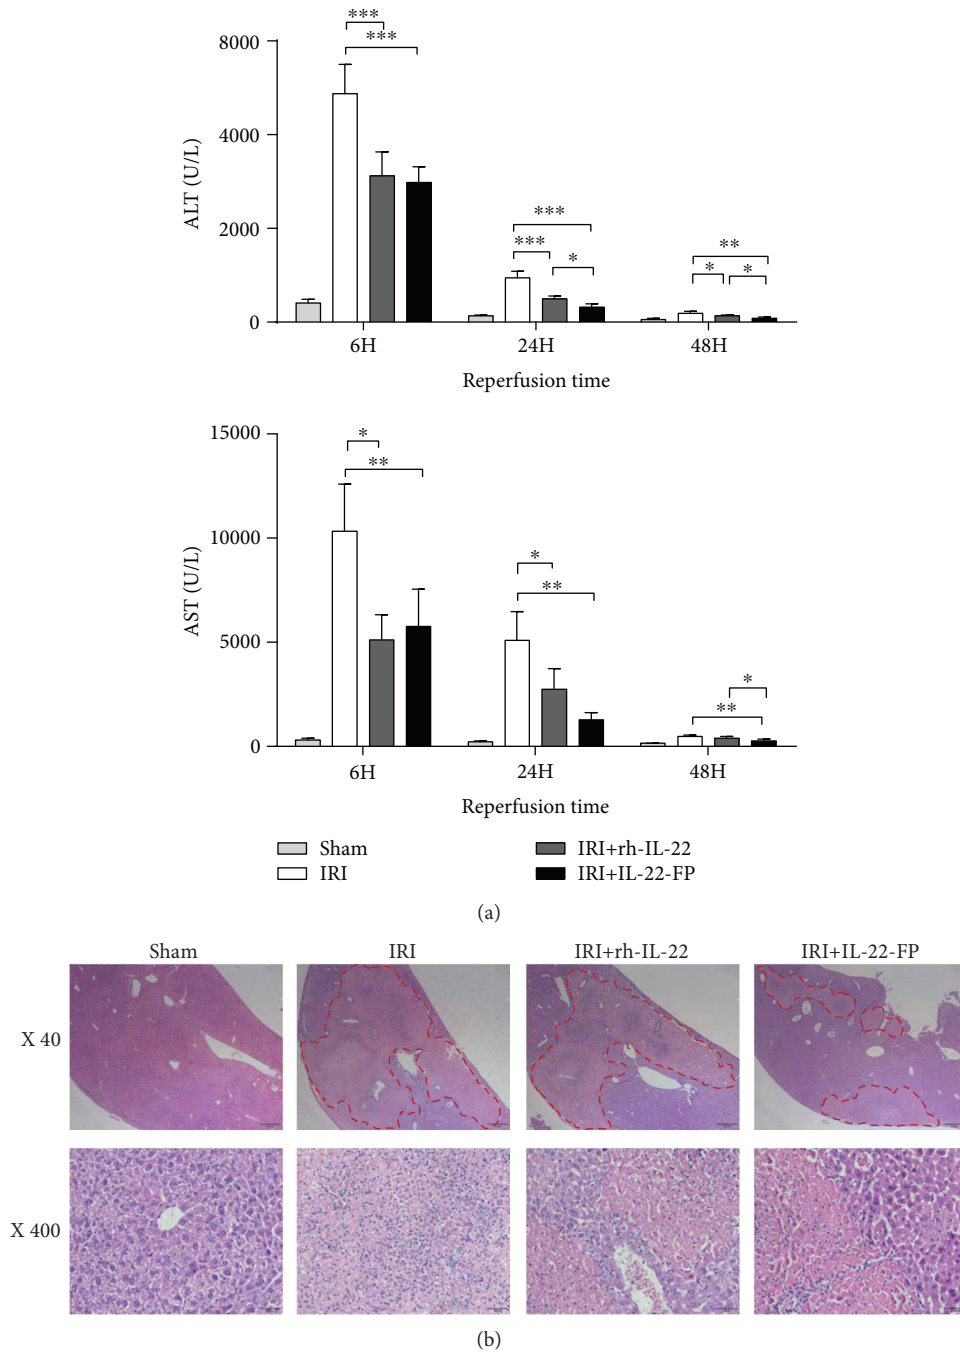 ***
***
8000
4000
2000
0
ALT (U/L)
***
***
*
**
*
*
6H 24H 48H
Reperfusion time
15000
10000
5000
0
AST (U/L)
*
**
*
**
*
**
6H 24H 48H
Reperfusion time
Sham IRI+rh-IL-22
IRI IRI+IL-22-FP
(a)
Sham IRI IRI+rh-IL-22 IRI+IL-22-FP
X 40
X 400
(b)